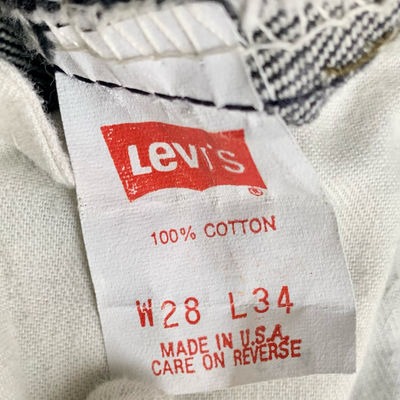 Levi's ®
100% COTTON
W28 L34
MADE IN U.S.A.
CARE ON REVERSE